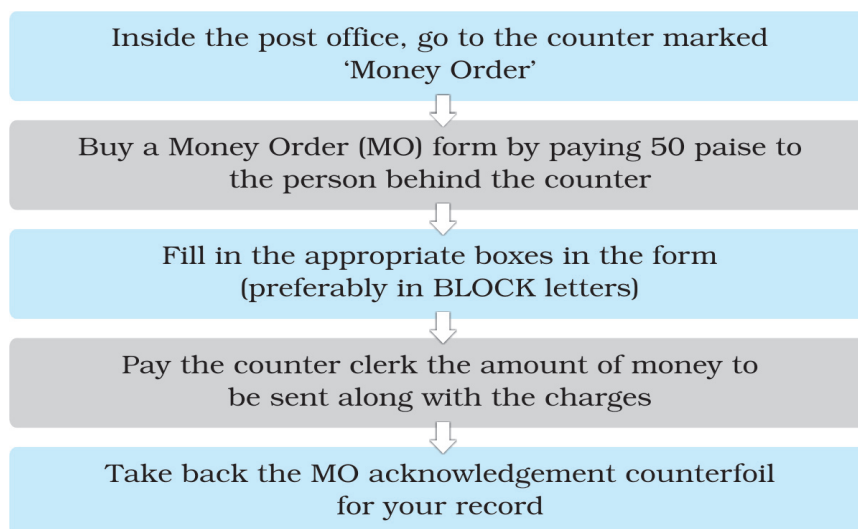 Inside the post office, go to the counter marked
‘Money Order’
Buy a Money Order (MO) form by paying 50 paise to
the person behind the counter
Fill in the appropriate boxes in the form
(preferably in BLOCK letters)
Pay the counter clerk the amount of money to
be sent along with the charges
Take back the MO acknowledgement counterfoil
for your record